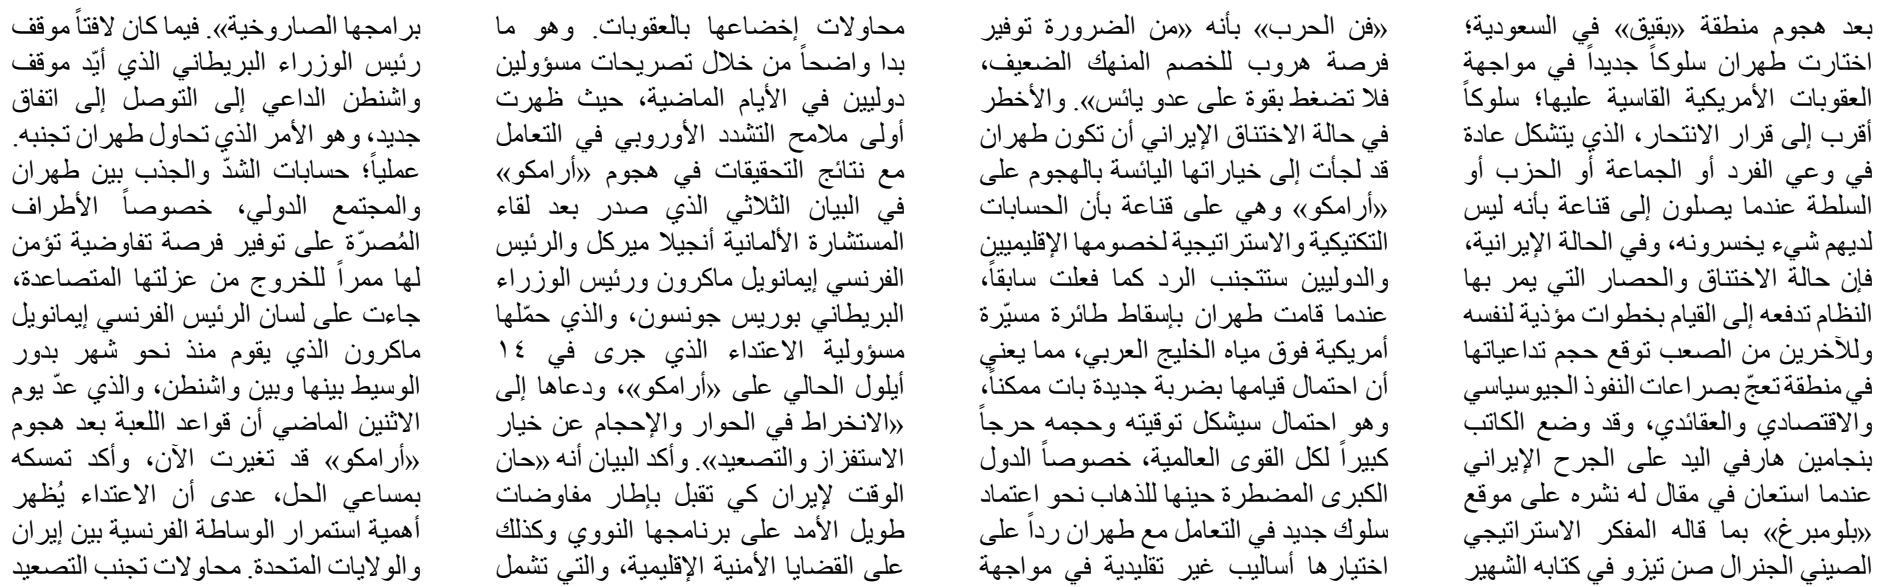 بعد هجوم منطقة «بقيق» في السعودية؛
اختارت طهران سلوكاً جديداً في مواجهة
العقوبات الأمريكية القاسية عليها؛ سلوكاً
أقرب إلى قرار الانتحار، الذي يتشكل عادة
في وعي الفرد أو الجماعة أو الحزب أو
السلطة عندما يصلون إلى قناعة بأنه ليس
لديهم شيء يخسرونه، وفي الحالة الإيرانية،
فإن حالة الاختناق والحصار التي يمر بها
النظام تدفعه إلى القيام بخطوات مؤذية لنفسه
وللآخرين من الصعب توقع حجم تداعياتها
في منطقة تعجّ بصراعات النفوذ الجيوسياسي
والاقتصادي والعقائدي، وقد وضع الكاتب
بنجامين هارفي اليد على الجرح الإيراني
عندما استعان في مقال له نشره على موقع
«بلومبرغ» بما قاله المفكر الاستراتيجي
الصيني الجنرال صن تيزو في كتابه الشهير
«فن الحرب» بأنه «من الضرورة توفير
فرصة هروب للخصم المنهك الضعيف،
فلا تضغط بقوة على عدو يائس». والأخطر
في حالة الاختناق الإيراني أن تكون طهران
قد لجأت إلى خياراتها اليائسة بالهجوم على
«أرامكو» وهي على قناعة بأن الحسابات
التكتيكية والاستراتيجية لخصومها الإقليميين
والدوليين ستتجنب الرد كما فعلت سابقاً،
عندما قامت طهران بإسقاط طائرة مسيّرة
أمريكية فوق مياه الخليج العربي، مما يعني
أن احتمال قيامها بضربة جديدة بات ممكناً،
وهو احتمال سيشكل توقيته وحجمه حرجاً
كبيراً لكل القوى العالمية، خصوصاً الدول
الكبرى المضطرة حينها للذهاب نحو اعتماد
سلوك جديد في التعامل مع طهران رداً على
اختيارها أساليب غير تقليدية في مواجهة
محاولات إخضاعها بالعقوبات. وهو ما
بدا واضحاً من خلال تصريحات مسؤولين
دوليين في الأيام الماضية، حيث ظهرت
أولى ملامح التشدد الأوروبي في التعامل
مع نتائج التحقيقات في هجوم «أرامكو»
في البيان الثلاثي الذي صدر بعد لقاء
المستشارة الألمانية أنجيلا ميركل والرئيس
الفرنسي إيمانويل ماكرون ورئيس الوزراء
البريطاني بوريس جونسون، والذي حمّلها
مسؤولية الاعتداء الذي جرى في ١٤
أيلول الحالي على «أرامكو»، ودعاها إلى
«الانخراط في الحوار والإحجام عن خيار
الاستفزاز والتصعيد». وأكد البيان أنه «حان
الوقت لإيران كي تقبل بإطار مفاوضات
طويل الأمد على برنامجها النووي وكذلك
على القضايا الأمنية الإقليمية، والتي تشمل
برامجها الصاروخية». فيما كان لافتاً موقف
رئيس الوزراء البريطاني الذي أيّد موقف
واشنطن الداعي إلى التوصل إلى اتفاق
جديد، وهو الأمر الذي تحاول طهران تجنبه.
عملياً؛ حسابات الشدّ والجذب بين طهران
والمجتمع الدولي، خصوصاً الأطراف
المُصرّة على توفير فرصة تفاوضية تؤمن
لها ممراً للخروج من عزلتها المتصاعدة،
جاءت على لسان الرئيس الفرنسي إيمانويل
ماكرون الذي يقوم منذ نحو شهر بدور
الوسيط بينها وبين واشنطن، والذي عدّ يوم
الاثنين الماضي أن قواعد اللعبة بعد هجوم
«أرامكو» قد تغيرت الآن، وأكد تمسكه
بمساعي الحل، عدى أن الاعتداء يُظهر
أهمية استمرار الوساطة الفرنسية بين إيران
والولايات المتحدة. محاولات تجنب التصعيد